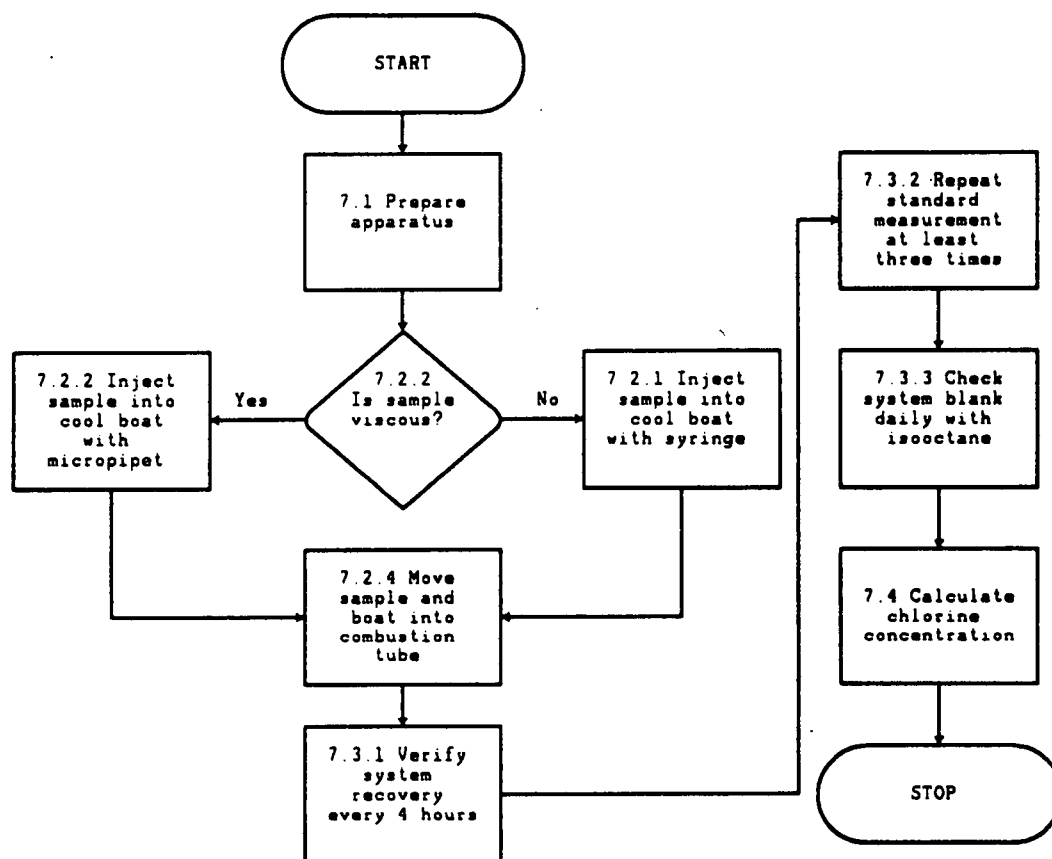 START
7.1 Prepare
apparatus
7.2.2
Is sample
viscous?
Yes
No
7.2.2 Inject
sample into
cool boat
with
micropipet
7 2.1 Inject
sample into
cool boat
with syringe
7.2.4 Move
sample and
boat into
combustion
tube
7.3.1 Verify
system
recovery
every 4 hours
7.3.2 Repeat
standard
measurement
at least
three times
7.3.3 Check
system blank
daily with
isooctane
7.4 Calculate
chlorine
concentration
STOP